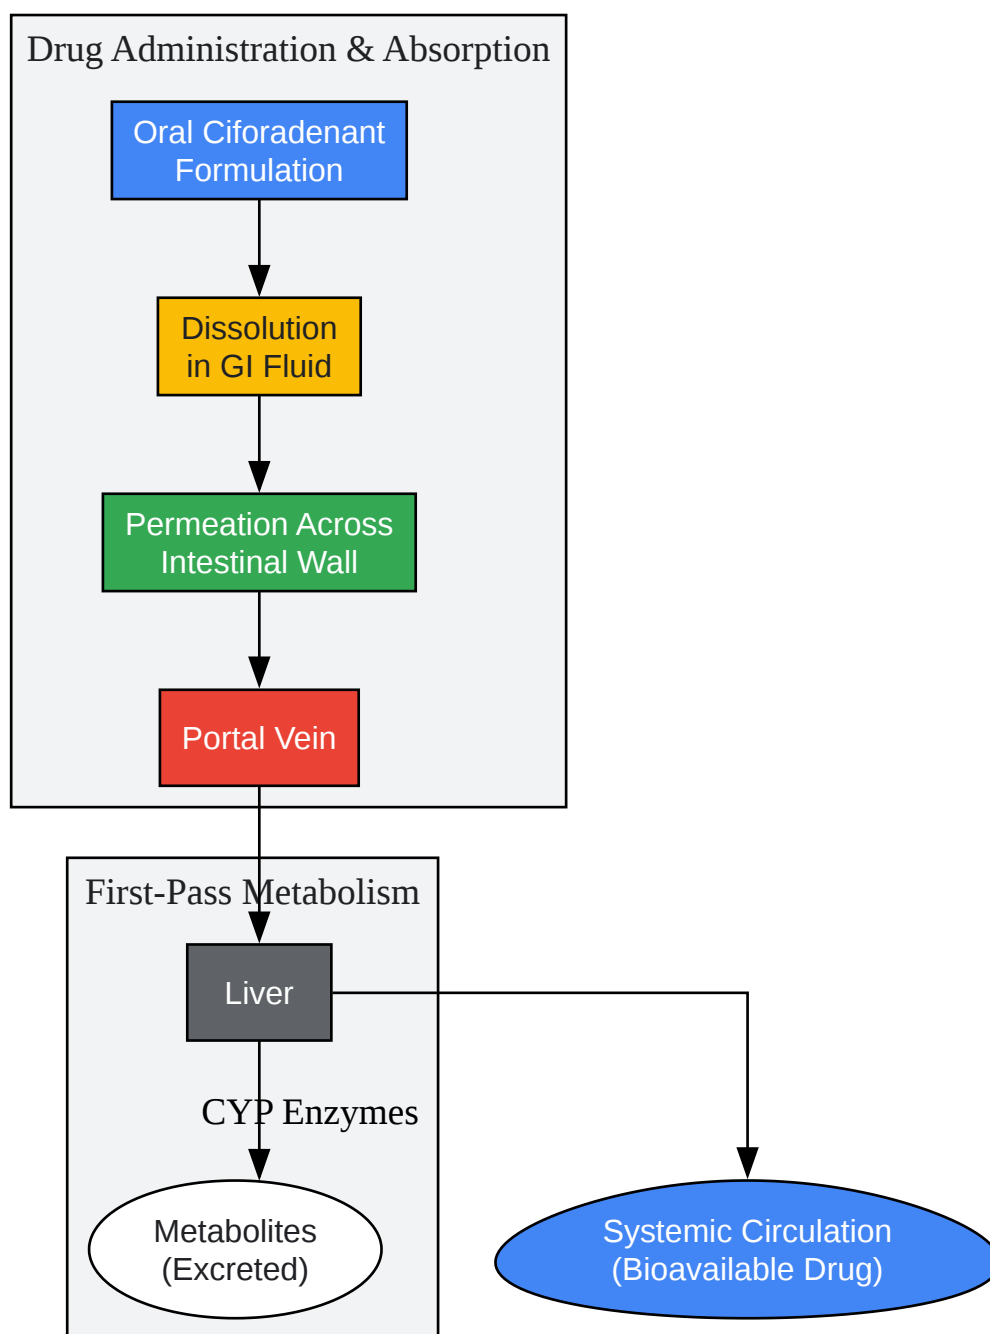 Drug Administration & Absorption
Oral Ciforadenant
Formulation
Dissolution
in GI Fluid
Permeation Across
Intestinal Wall
Portal Vein
First-Pass Metabolism
Liver
CYP Enzymes
Metabolites
(Excreted)
Systemic Circulation
(Bioavailable Drug)